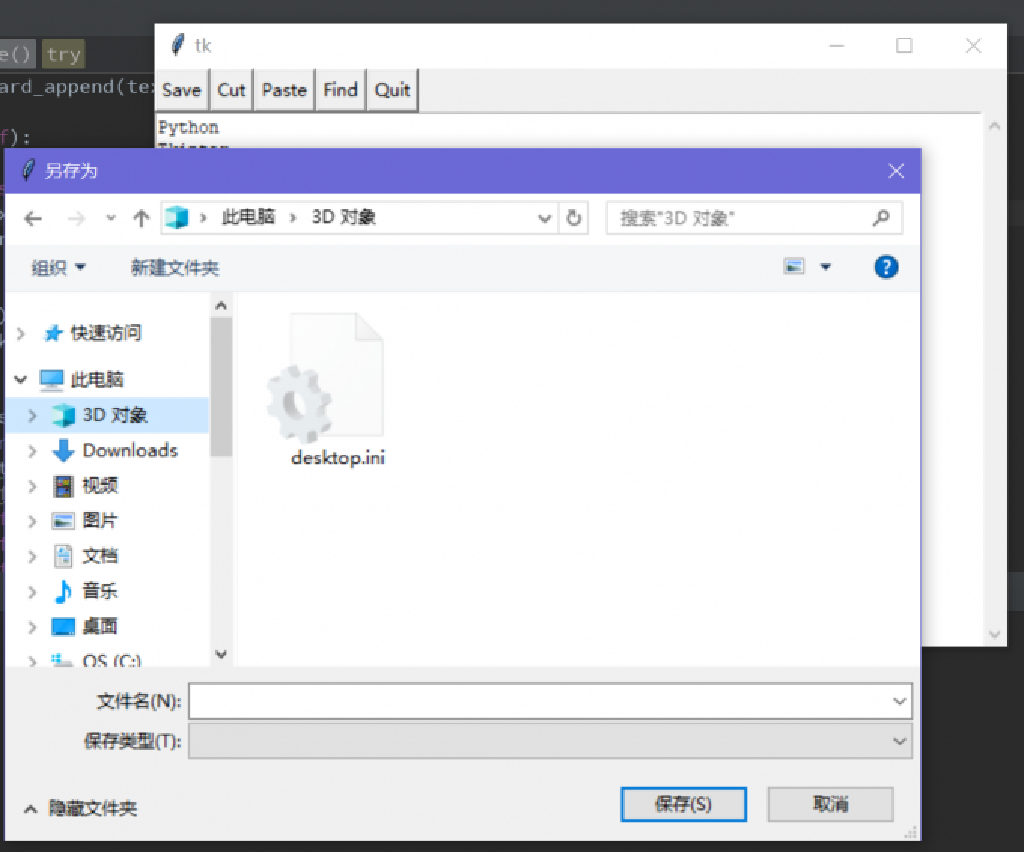 e() try
ard_append(te
f):
tk
Save Cut Paste Find Quit
Python
另存为
此电脑 › 3D 对象
搜索"3D 对象"
组织
新建文件夹
快速访问
此电脑
3D 对象
Downloads
视频
图片
文档
音乐
桌面
OS (C:)
desktop.ini
文件名(N):
保存类型(T):
隐藏文件夹
保存(S)
取消